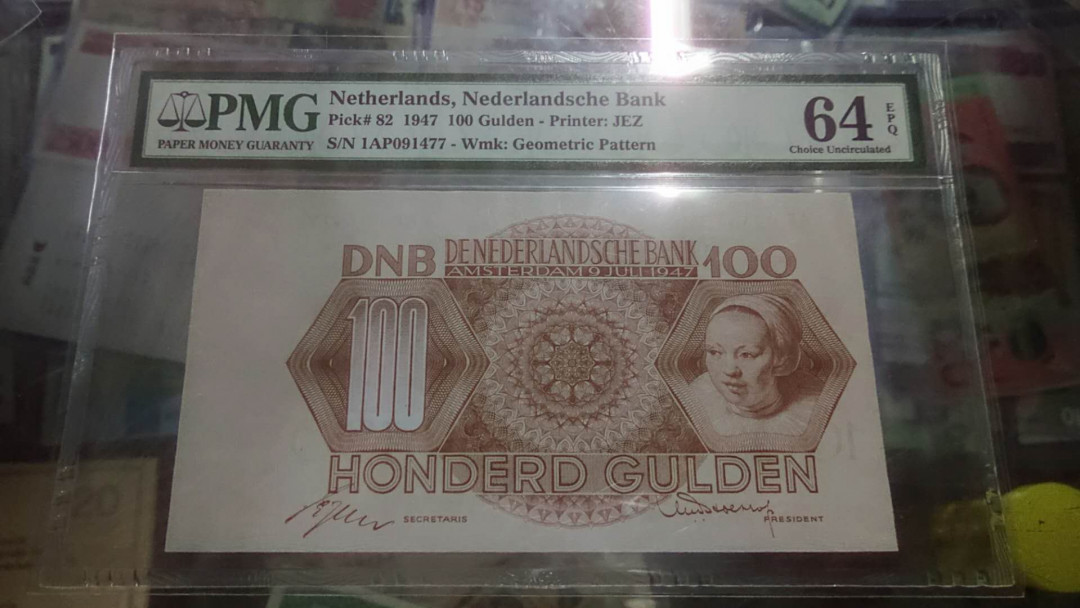 PMG
PAPER MONEY GUARANTY
Netherlands, Nederlandsche Bank
Pick# 82 1947 100 Gulden - Printer: JEZ
S/N 1AP091477 - Wmk: Geometric Pattern
64 EPQ
Choice Uncirculated
DNB DE NEDERLANDSCHE BANK 100
AMSTERDAM 9 JULI 1947
100
HONDERD GULDEN
SECRETARIS
PRESIDENT